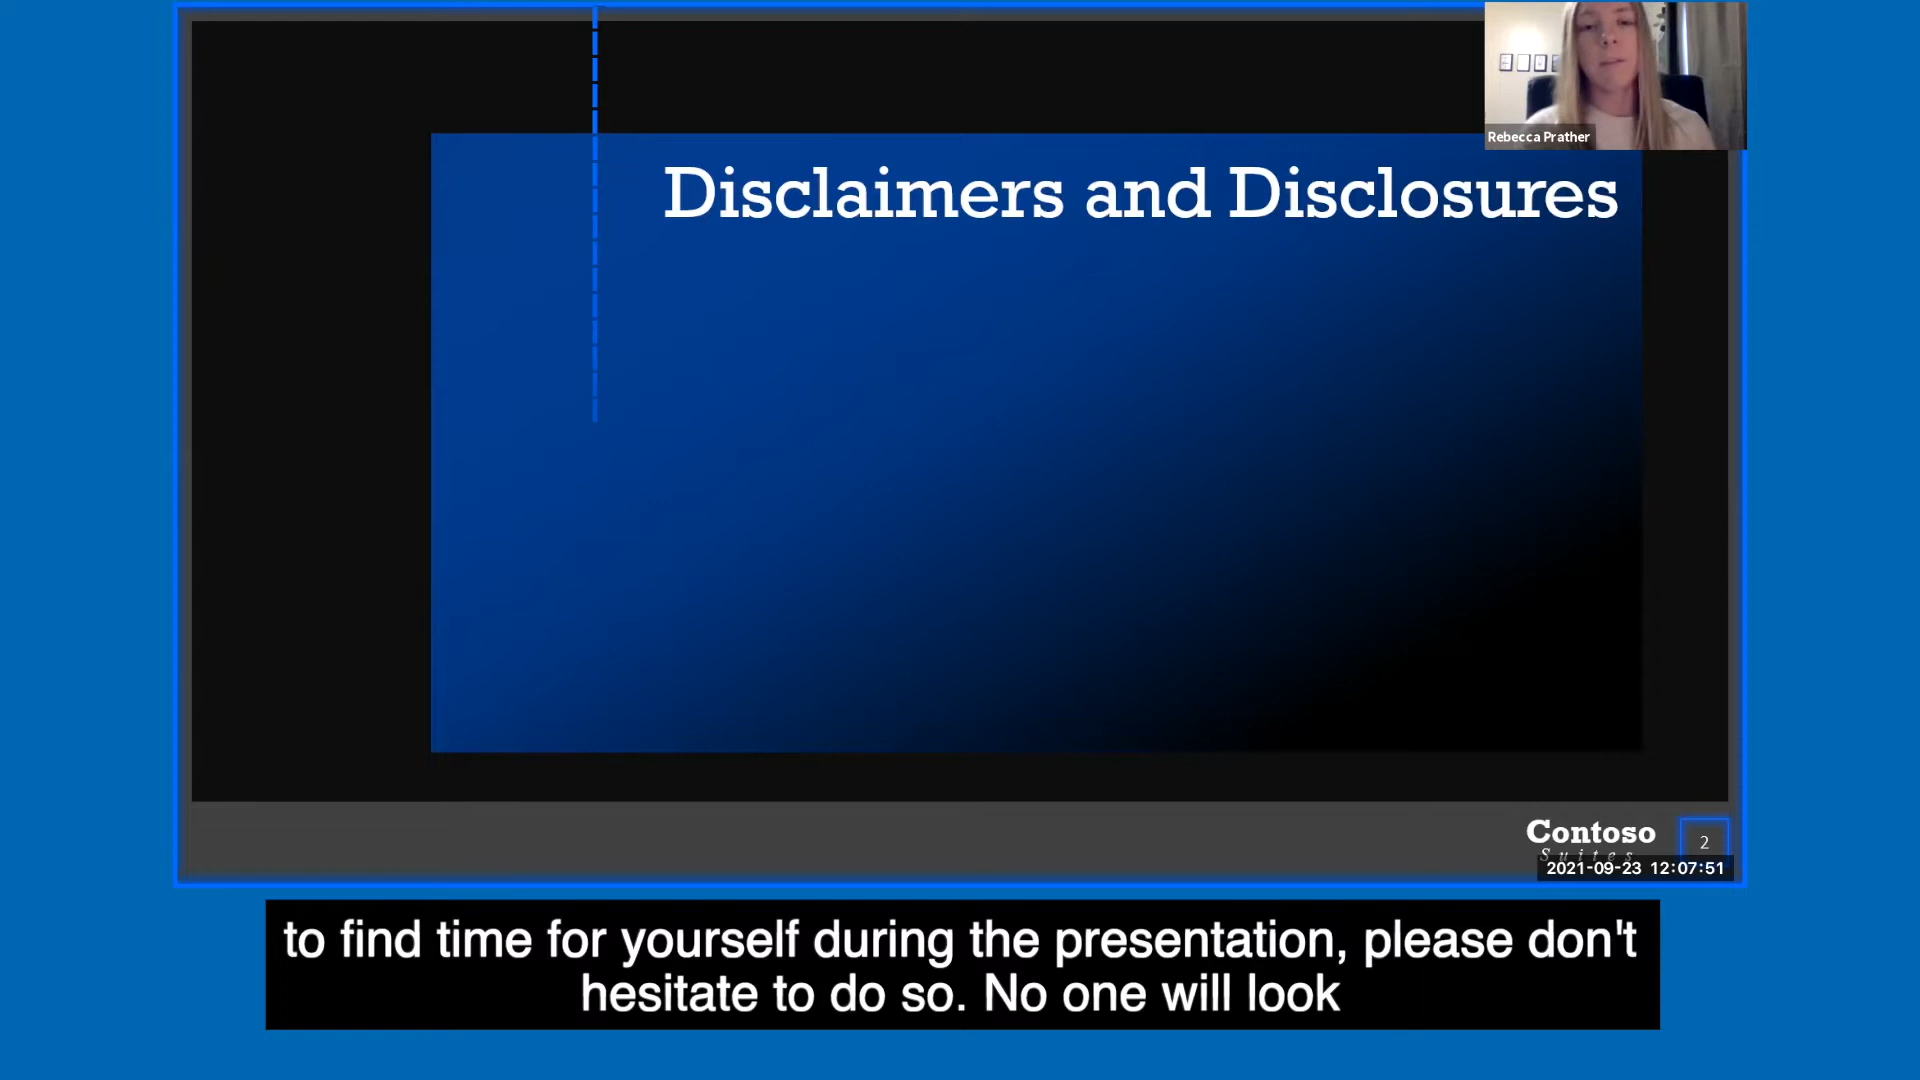 Rebecca Prather
Disclaimers and Disclosures
Contoso
Suites
2
2021-09-23 12:07:51
to find time for yourself during the presentation, please don't
hesitate to do so. No one will look